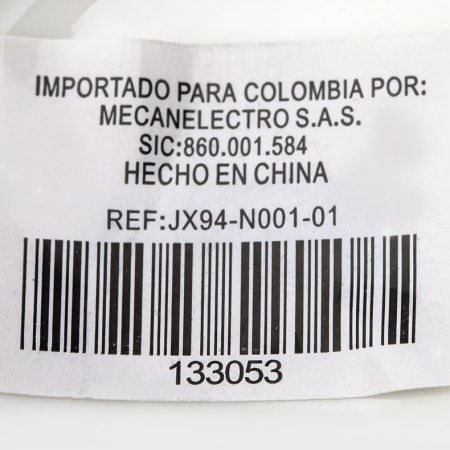 IMPORTADO PARA COLOMBIA POR:
MECANELECTRO S.A.S.
SIC:860.001.584
HECHO EN CHINA
REF:JX94-N001-01
133053